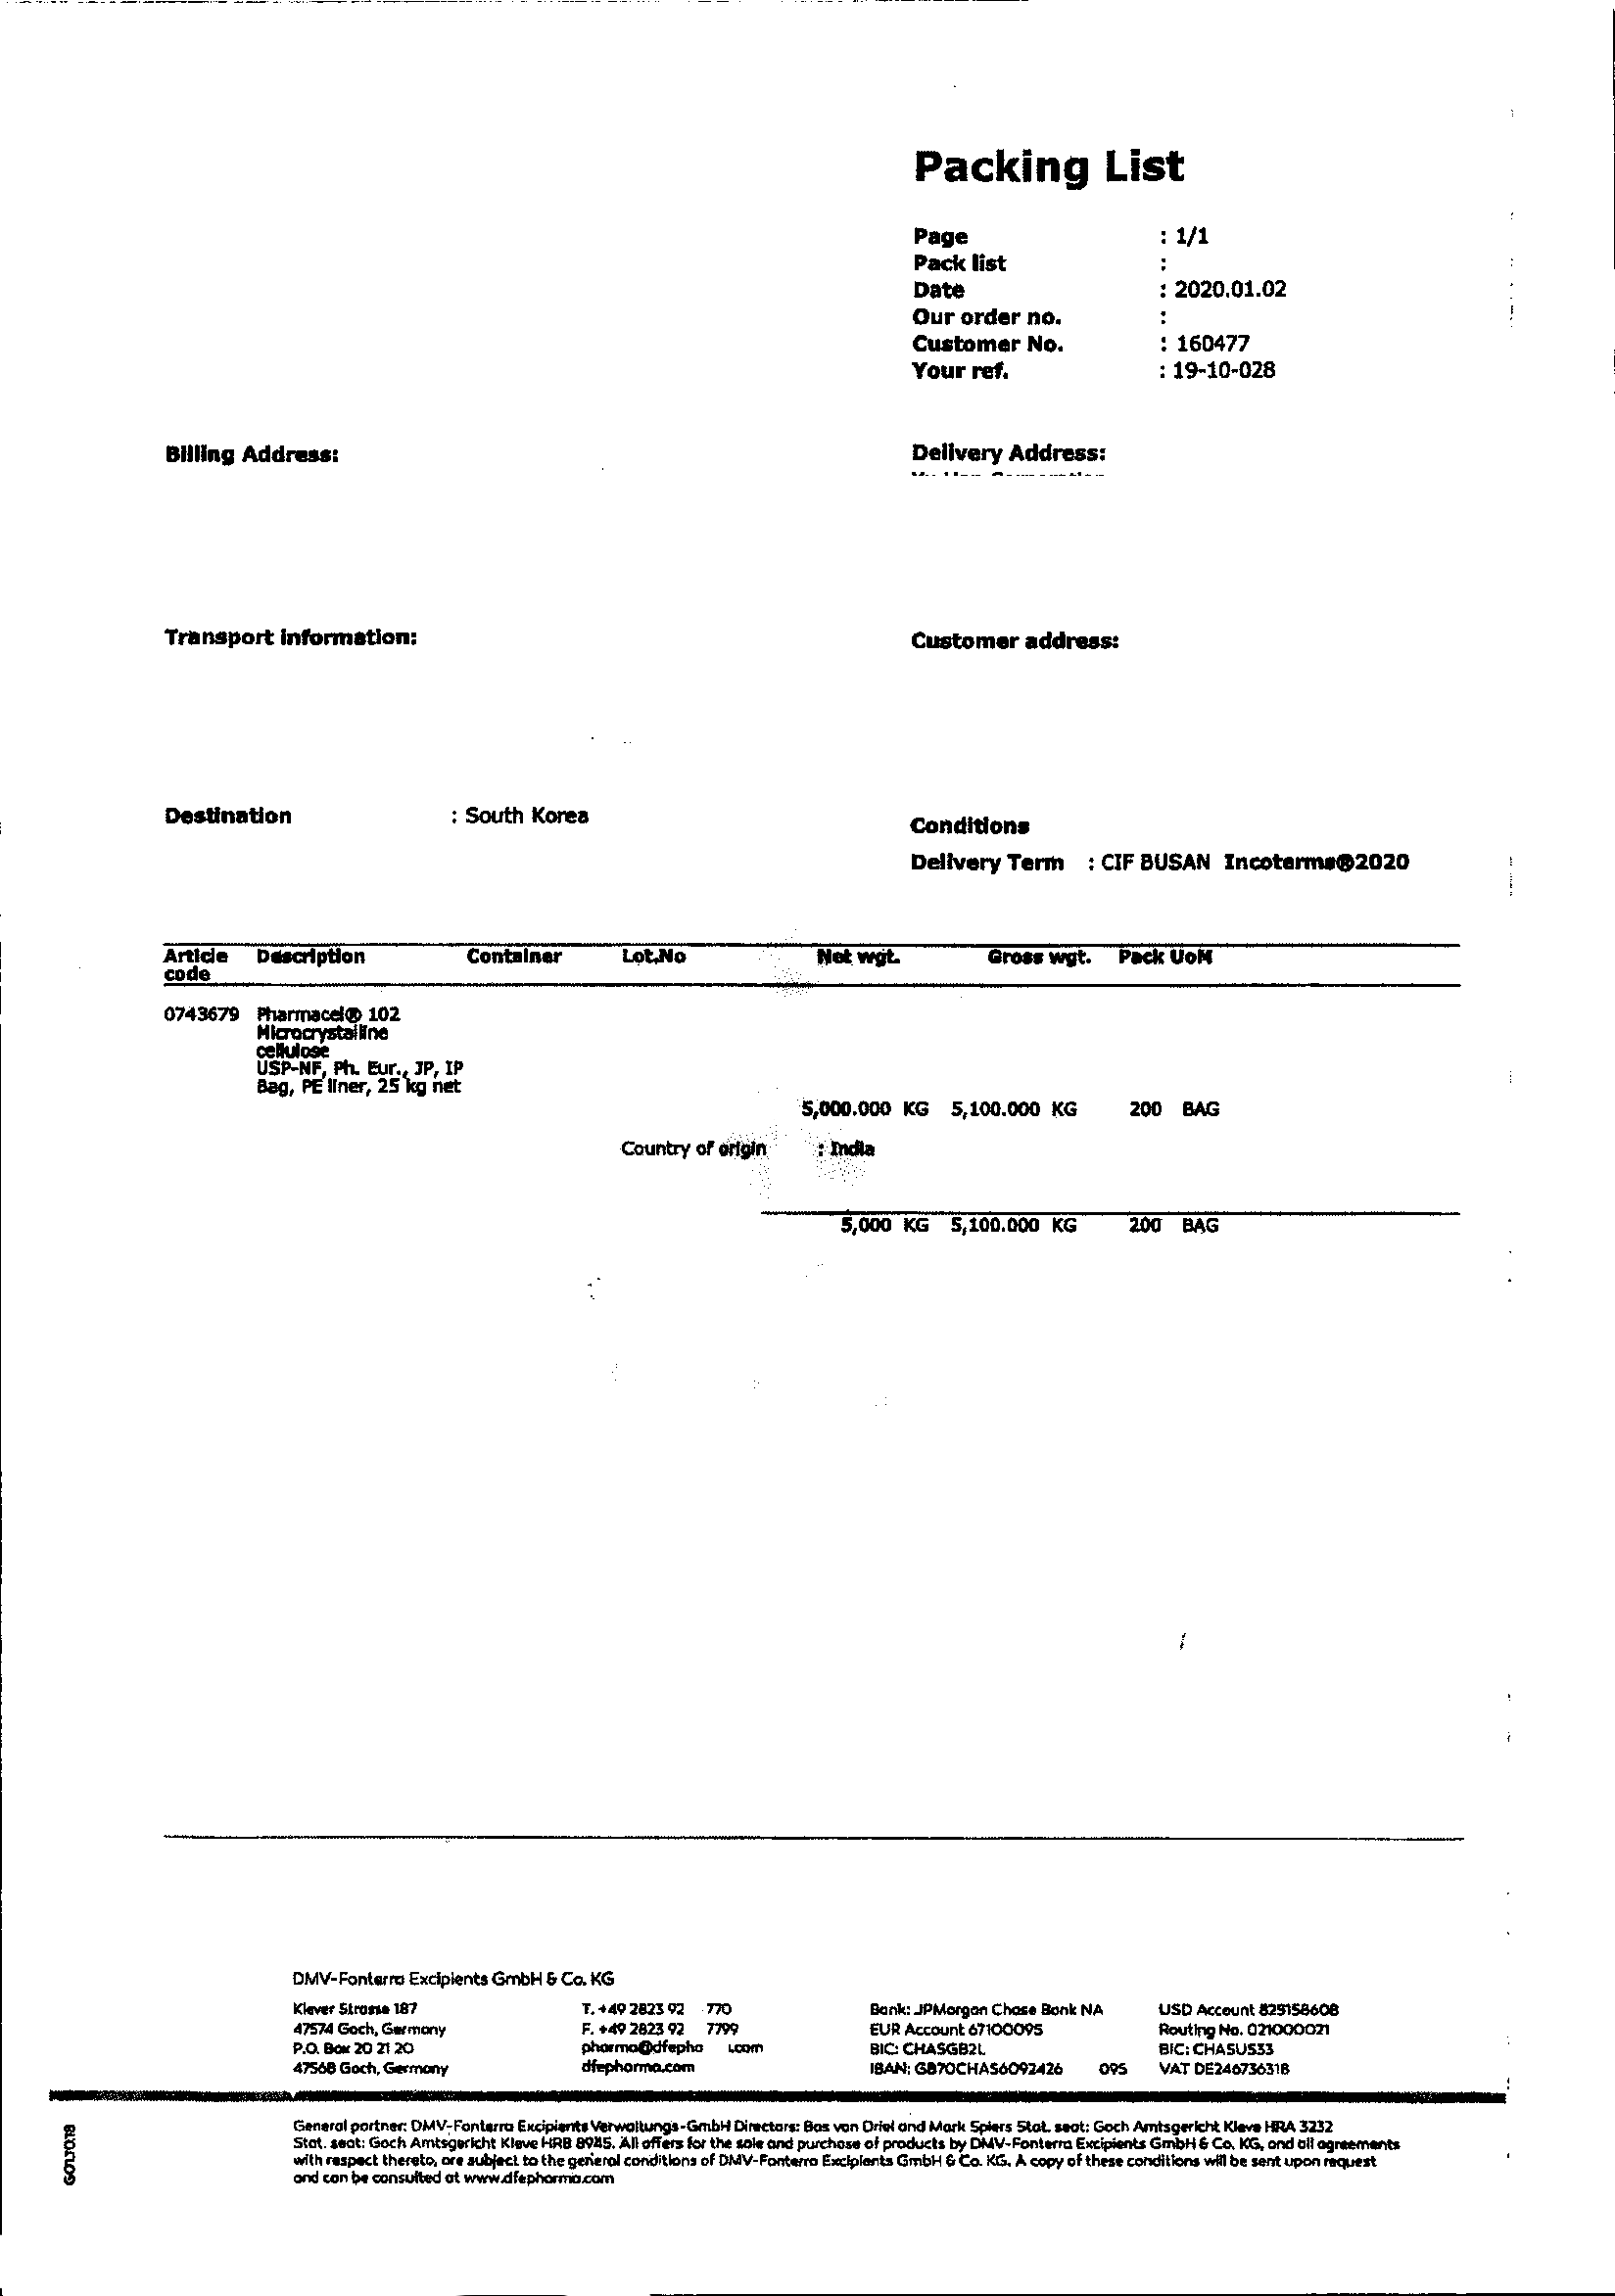 Packing List
Page : 1/1
Pack list :
Date : 2020.01.02
Our order no. :
Customer No. : 160477
Your ref. : 19-10-028
Billing Address: Delivery Address:
Transport information: Customer address:
Destination : South Korea
Conditions
Delivery Term : CIF BUSAN Incoterms®2020
Article Description Container Lot.No Net wgt. Gross wgt. Pack UoM
code
0743679 Pharmacel® 102
Microcrystalline
cellulose
USP-NF, Ph. Eur., JP, IP
Bag, PE liner, 25 kg net
5,000.000 KG 5,100.000 KG 200 BAG
Country of origin : India
5,000 KG 5,100.000 KG 200 BAG
DMV-Fonterra Excipients GmbH & Co. KG
Klever Strasse 187 T. +49 2823 92 770 Bank: JPMorgan Chase Bank NA USD Account 829158608
47574 Goch, Germany F. +49 2823 92 7799 EUR Account 67100095 Routing No. 021000021
P.O. Box 20 21 20 pharma@dfepha .com BIC: CHASGB2L BIC: CHASUS33
47568 Goch, Germany dfepharma.com IBAN: GB70CHAS6092426 095 VAT DE246736318
General partner: DMV-Fonterra Excipients Verwaltungs-GmbH Directors: Bas van Driel and Mark Spiers Stat. seat: Goch Amtsgericht Kleve HRA 3232
Stat. seat: Goch Amtsgericht Kleve HRB 8945. All offers for the sale and purchase of products by DMV-Fonterra Excipients GmbH & Co. KG, and all agreements
with respect thereto, are subject to the general conditions of DMV-Fonterra Excipients GmbH & Co. KG. A copy of these conditions will be sent upon request
and can be consulted at www.dfepharma.com